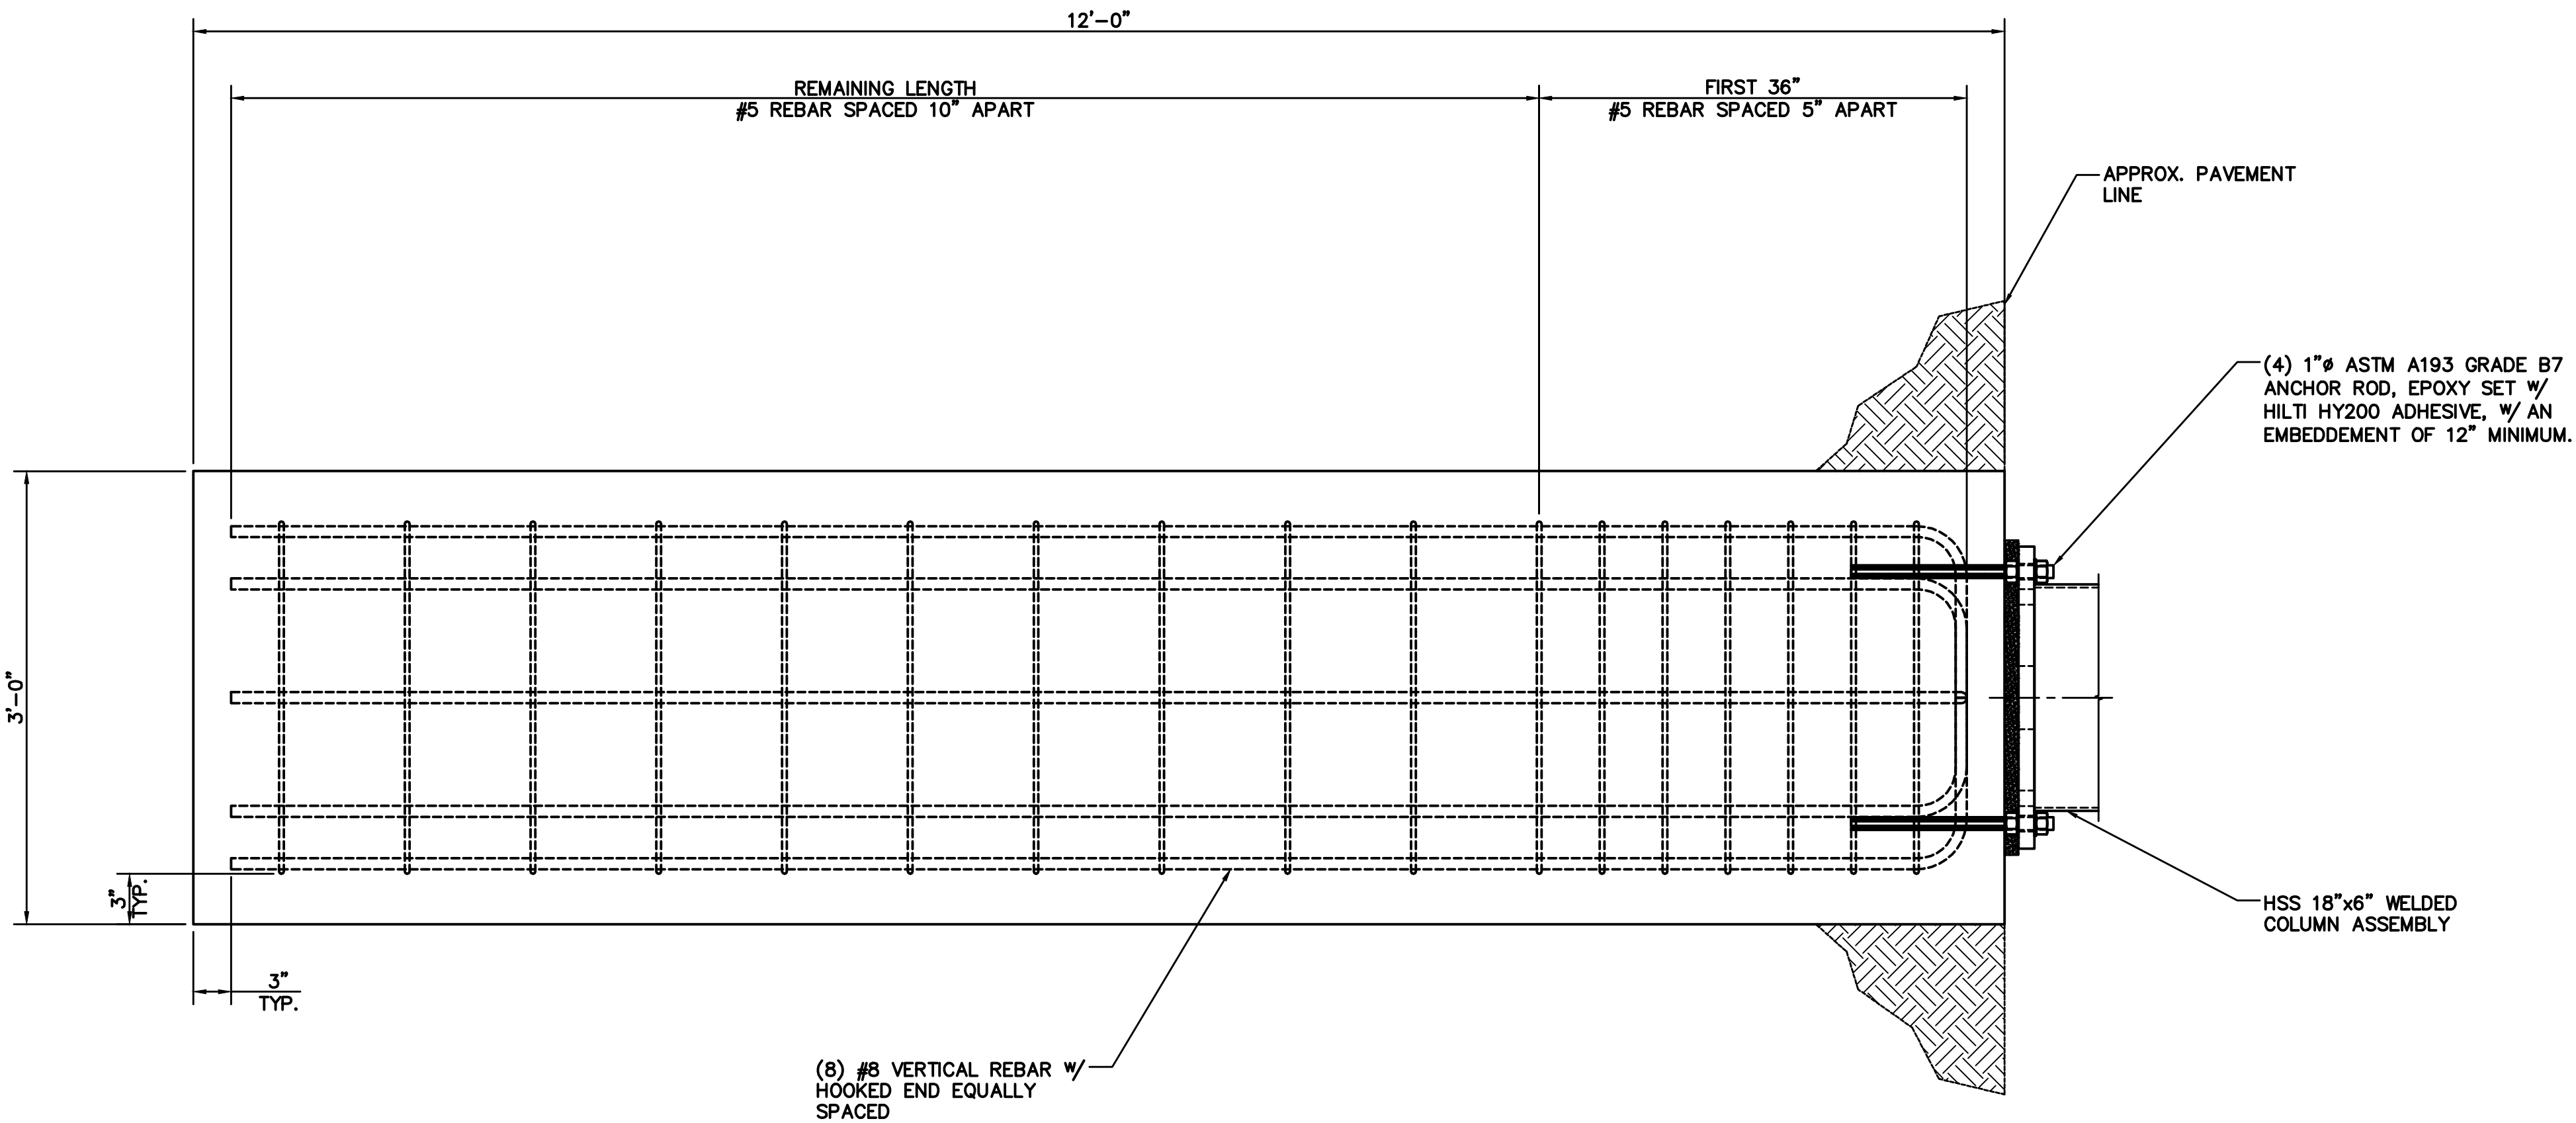 12'-0"
REMAINING LENGTH
#5 REBAR SPACED 10" APART
FIRST 36"
#5 REBAR SPACED 5" APART
APPROX. PAVEMENT
LINE
(4) 1"ø ASTM A193 GRADE B7
ANCHOR ROD, EPOXY SET W/
HILTI HY200 ADHESIVE, W/ AN
EMBEDDEMENT OF 12" MINIMUM.
3'-0"
3"
TYP.
3"
TYP.
HSS 18"x6" WELDED
COLUMN ASSEMBLY
(8) #8 VERTICAL REBAR W/
HOOKED END EQUALLY
SPACED